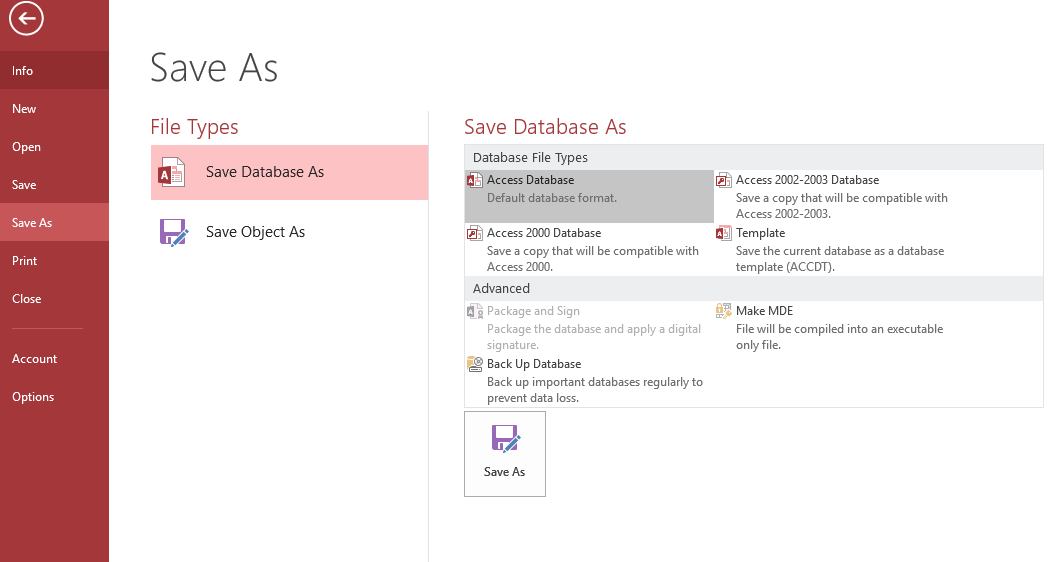 Info
New
Open
Save
Save As
Print
Close
Account
Options
Save As
File Types
Save Database As
Save Object As
Save Database As
Database File Types
Access Database
Default database format.
Access 2002-2003 Database
Save a copy that will be compatible with
Access 2002-2003.
Access 2000 Database
Save a copy that will be compatible with
Access 2000.
Template
Save the current database as a database
template (ACCDT).
Advanced
Package and Sign
Package the database and apply a digital
signature.
Make MDE
File will be compiled into an executable
only file.
Back Up Database
Back up important databases regularly to
prevent data loss.
Save As